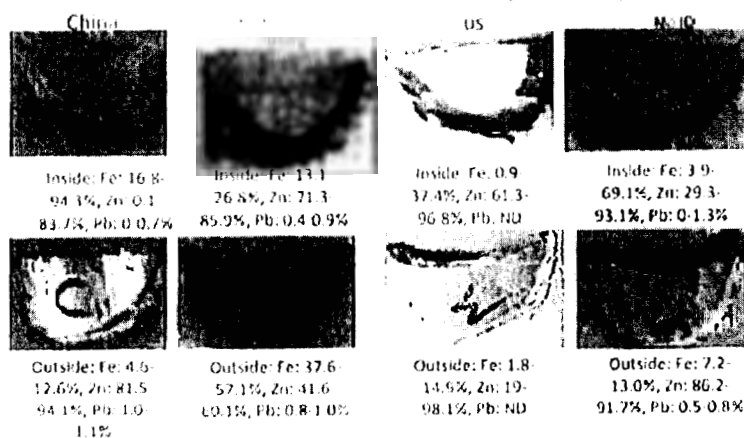 China
US
No ID
Inside: Fe: 16.8-
94.3%, Zn: 0.1
83.7%, Pb: 0-0.7%
Inside: Fe: 13.1
26.8%, Zn: 71.3-
85.9%, Pb: 0.4-0.9%
Inside: Fe: 0.9-
37.4%, Zn: 61.3-
96.8%, Pb: ND
Inside: Fe: 3.9-
69.1%, Zn: 29.3-
93.1%, Pb: 0-1.3%
Outside: Fe: 4.6-
12.6%, Zn: 81.5
94.1%, Pb: 1.0-
1.1%
Outside: Fe: 37.6-
57.1%, Zn: 41.6
60.1%, Pb: 0.8-1.0%
Outside: Fe: 1.8-
14.9%, Zn: 19-
98.1%, Pb: ND
Outside: Fe: 7.2-
13.0%, Zn: 86.2-
91.7%, Pb: 0.5-0.8%